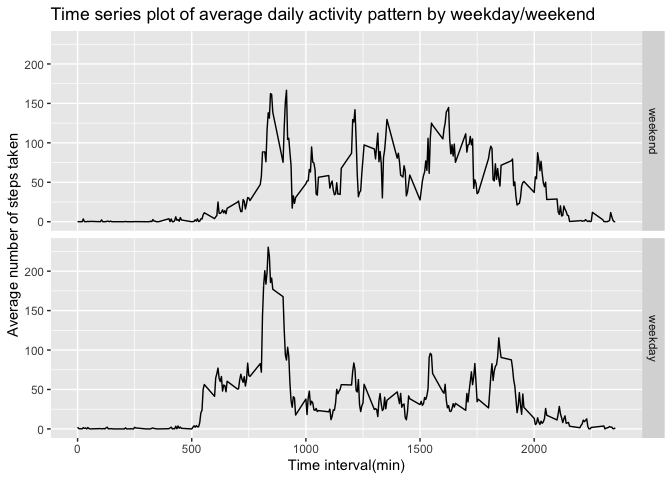 Time series plot of average daily activity pattern by weekday/weekend
Average number of steps taken
200
150
100
50
0
weekend
200
150
100
50
0
weekday
0 500 1000 1500 2000
Time interval(min)